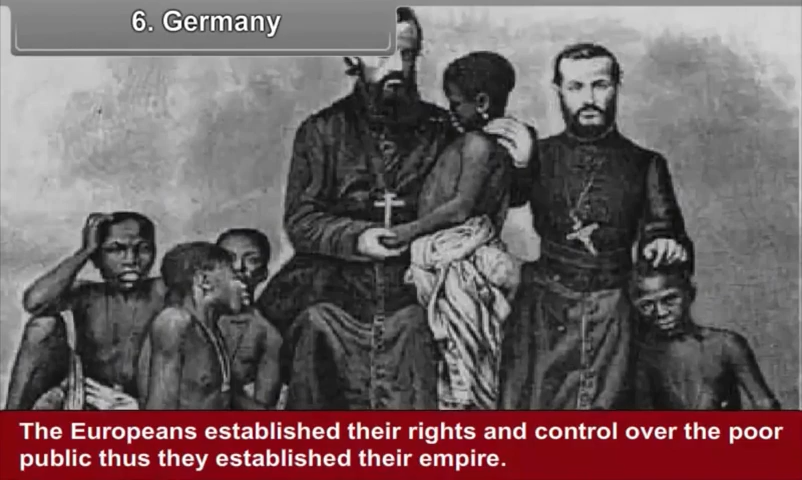 6. Germany
The Europeans established their rights and control over the poor
public thus they established their empire.